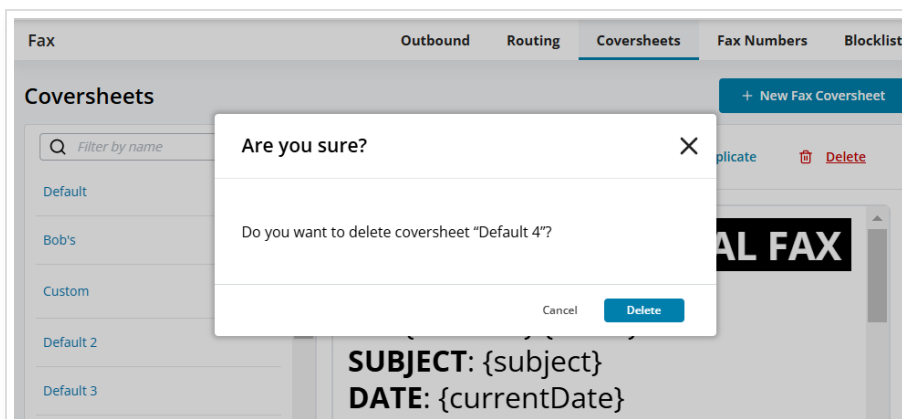 Fax
Outbound Routing Coversheets Fax Numbers Blocklist
Coversheets
+ New Fax Coversheet
Filter by name
Delete
Default
Bob's
Custom
Default 2
Default 3
Are you sure?
Do you want to delete coversheet “Default 4”?
Cancel Delete
FAX
SUBJECT: {subject}
DATE: {currentDate}